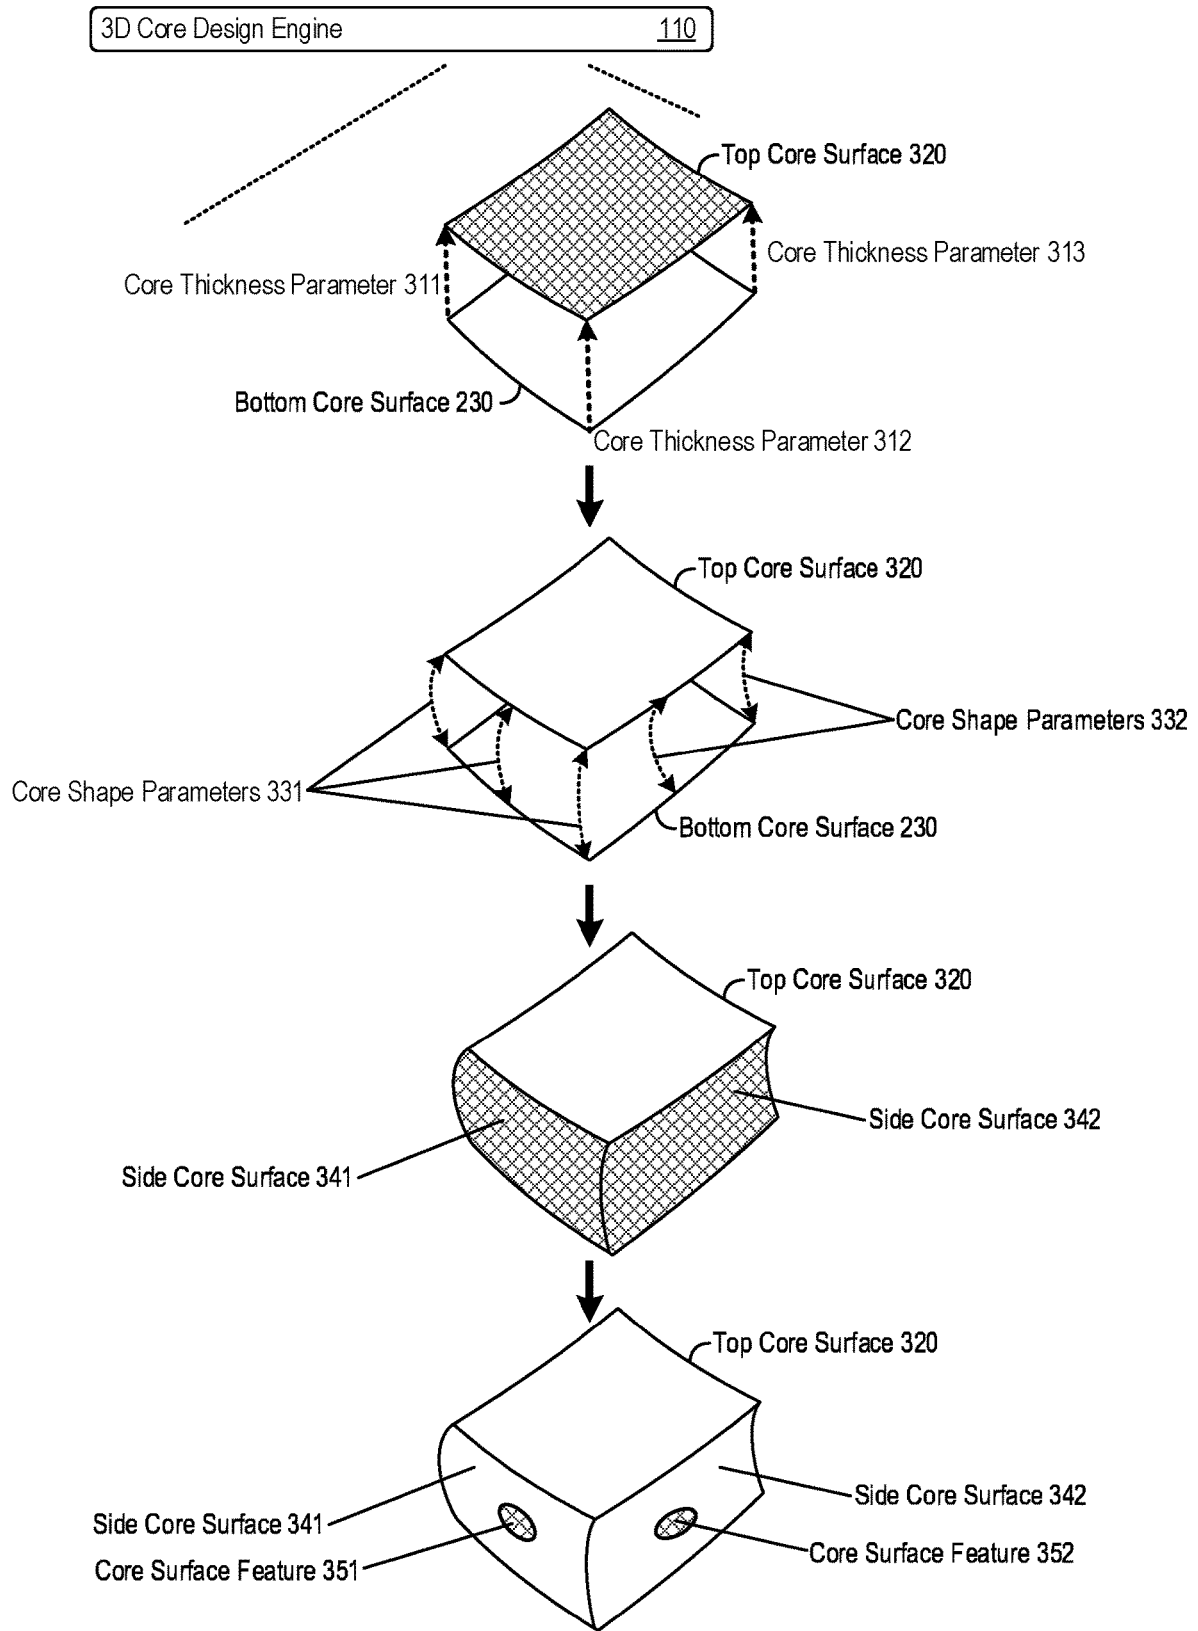 3D Core Design Engine 110
Top Core Surface 320
Core Thickness Parameter 313
Core Thickness Parameter 311
Bottom Core Surface 230
Core Thickness Parameter 312
Top Core Surface 320
Core Shape Parameters 332
Core Shape Parameters 331
Bottom Core Surface 230
Top Core Surface 320
Side Core Surface 342
Side Core Surface 341
Top Core Surface 320
Side Core Surface 342
Side Core Surface 341
Core Surface Feature 352
Core Surface Feature 351